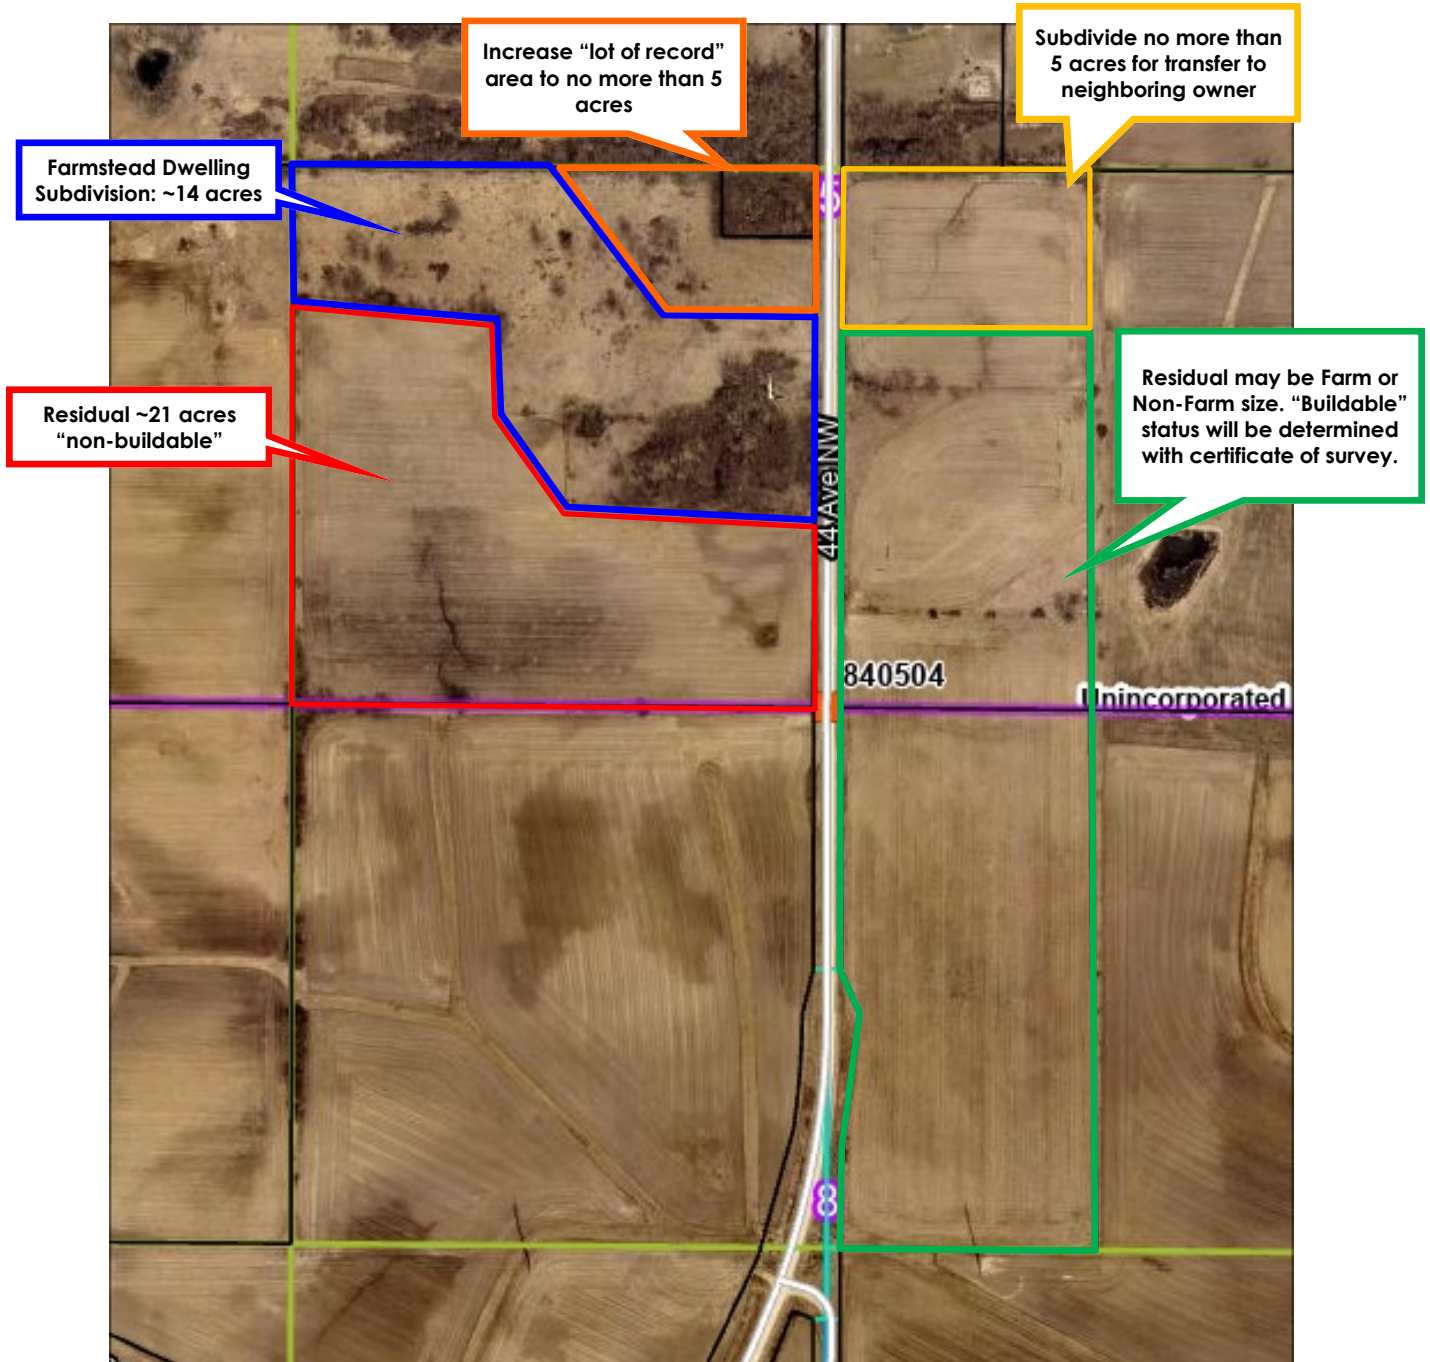 Increase “lot of record”
area to no more than 5
acres
Subdivide no more than
5 acres for transfer to
neighboring owner
Farmstead Dwelling
Subdivision: ~14 acres
5
Residual ~21 acres
“non-buildable”
Residual may be Farm or
Non-Farm size. “Buildable”
status will be determined
with certificate of survey.
44 Ave NW
840504
Unincorporated
8